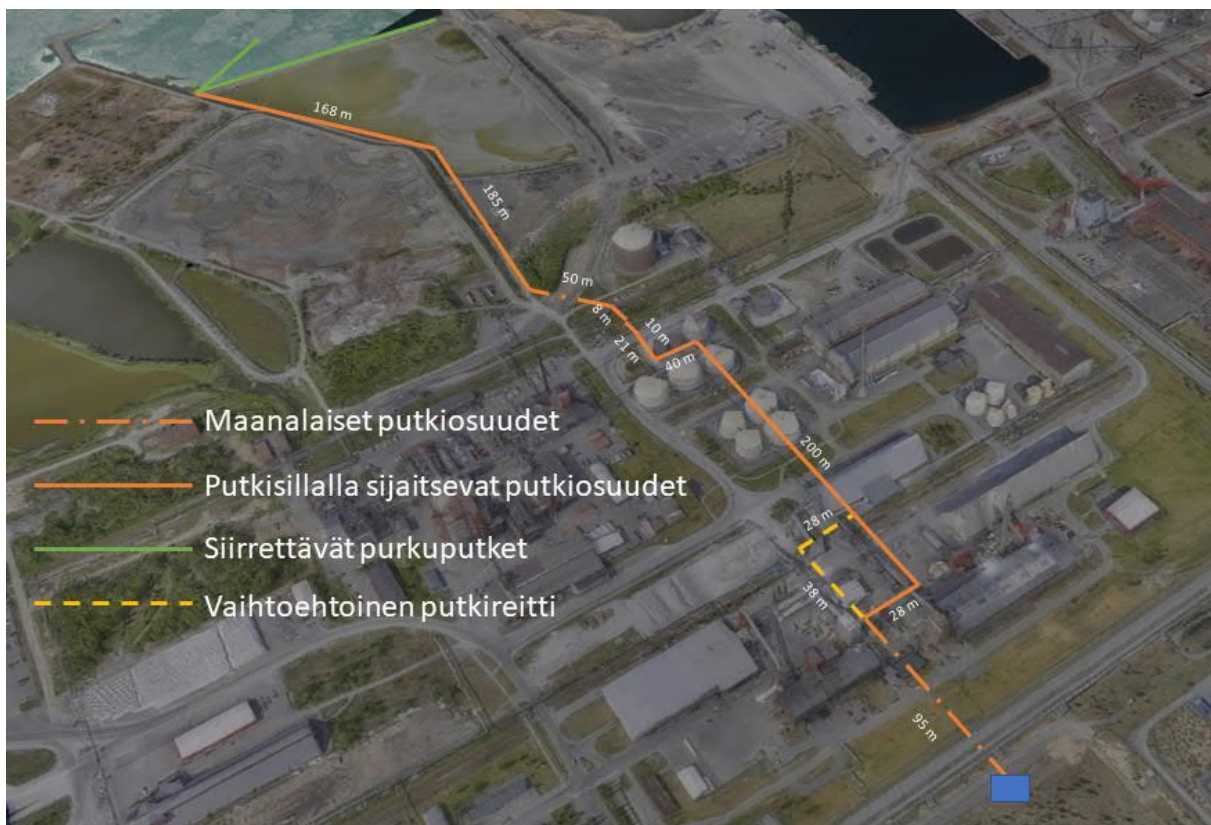 168 m
185 m
50 m
8 m
10 m
21 m
40 m
200 m
Maanalaiset putkiosuudet
Putkisillalla sijaitsevat putkiosuudet
28 m
Siirrettävät purkuputket
38 m
Vaihtoehtoinen putkireitti
28 m
95 m